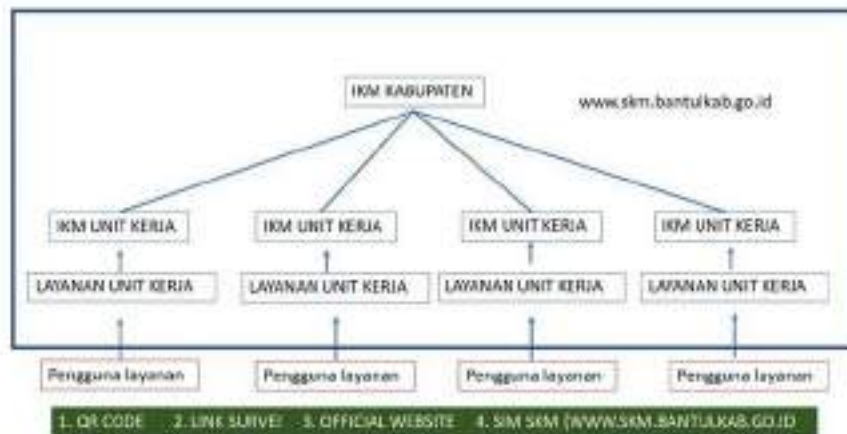 IKM KABUPATEN
www.skm.bantulkab.go.id
IKM UNIT KERJA IKM UNIT KERJA IKM UNIT KERJA IKM UNIT KERJA
LAYANAN UNIT KERJA LAYANAN UNIT KERJA LAYANAN UNIT KERJA LAYANAN UNIT KERJA
Pengguna layanan Pengguna layanan Pengguna layanan Pengguna layanan
1. QR CODE 2. LINK SURVEI 3. OFFICIAL WEBSITE 4. SIM SKM (WWW.SKM.BANTULKAB.GO.ID